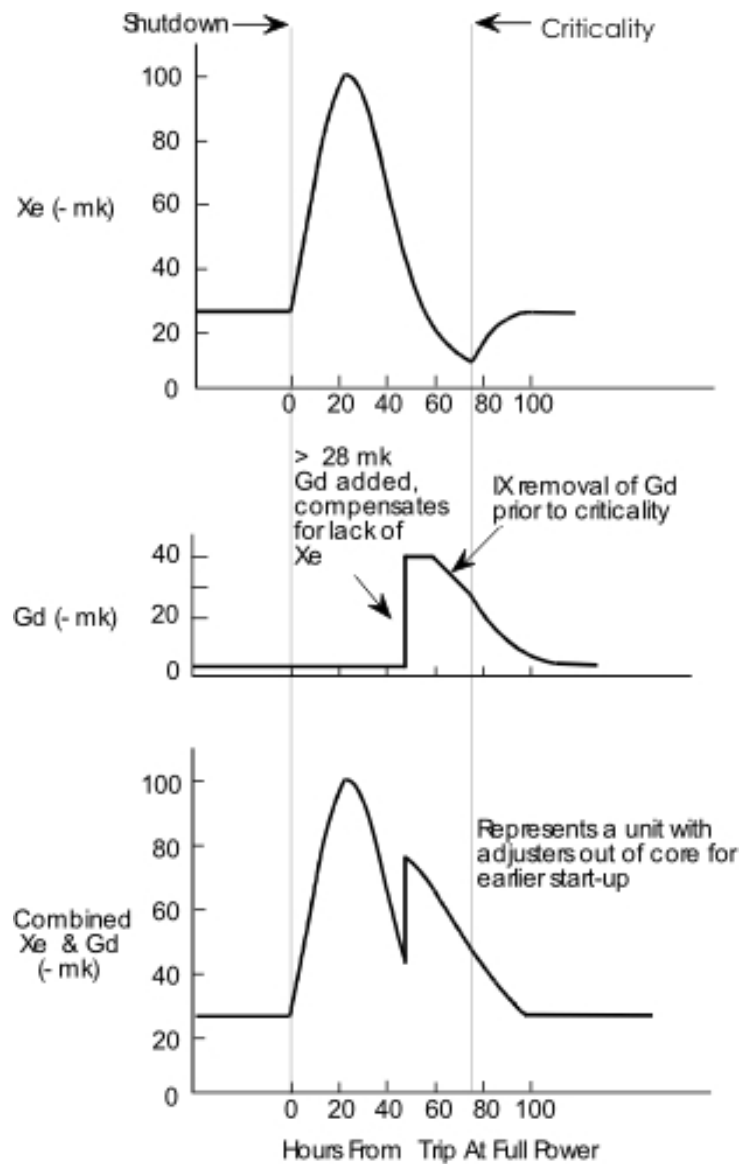 Shutdown
Criticality
100
80
60
40
20
0
Xe (- mk)
0 20 40 60 80 100
> 28 mk
Gd added,
compensates
for lack of
Xe
IX removal of Gd
prior to criticality
40
20
0
Gd (- mk)
100
80
60
40
20
0
Represents a unit with
adjusters out of core for
earlier start-up
Combined
Xe & Gd
(- mk)
0 20 40 60 80 100
Hours From Trip At Full Power